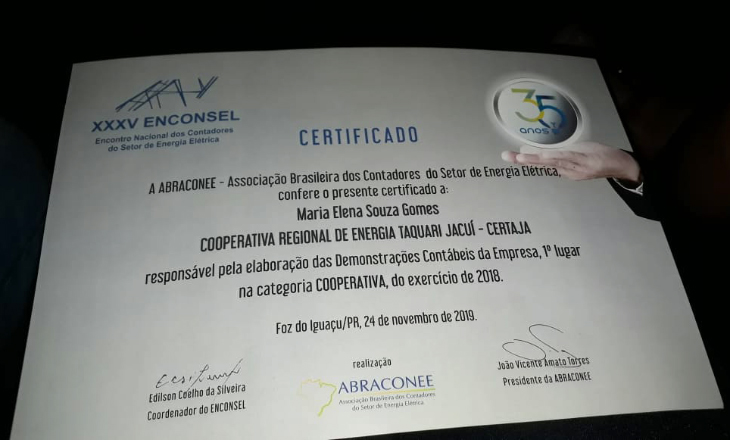 XXXV ENCONSEL
Encontro Nacional dos Contadores
do Setor de Energia Elétrica
35
anos
CERTIFICADO
A ABRACONEE - Associação Brasileira dos Contadores do Setor de Energia Elétrica,
confere o presente certificado a:
Maria Elena Souza Gomes
COOPERATIVA REGIONAL DE ENERGIA TAQUARI JACUÍ - CERTAJA
responsável pela elaboração das Demonstrações Contábeis da Empresa, 1º lugar
na categoria COOPERATIVA, do exercício de 2018.
Foz do Iguaçu/PR, 24 de novembro de 2019.
Edilson Coelho da Silveira
Coordenador do ENCONSEL
realização
ABRACONEE
Associação Brasileira dos Contadores
do Setor de Energia Elétrica
João Vicente Amato Torres
Presidente da ABRACONEE